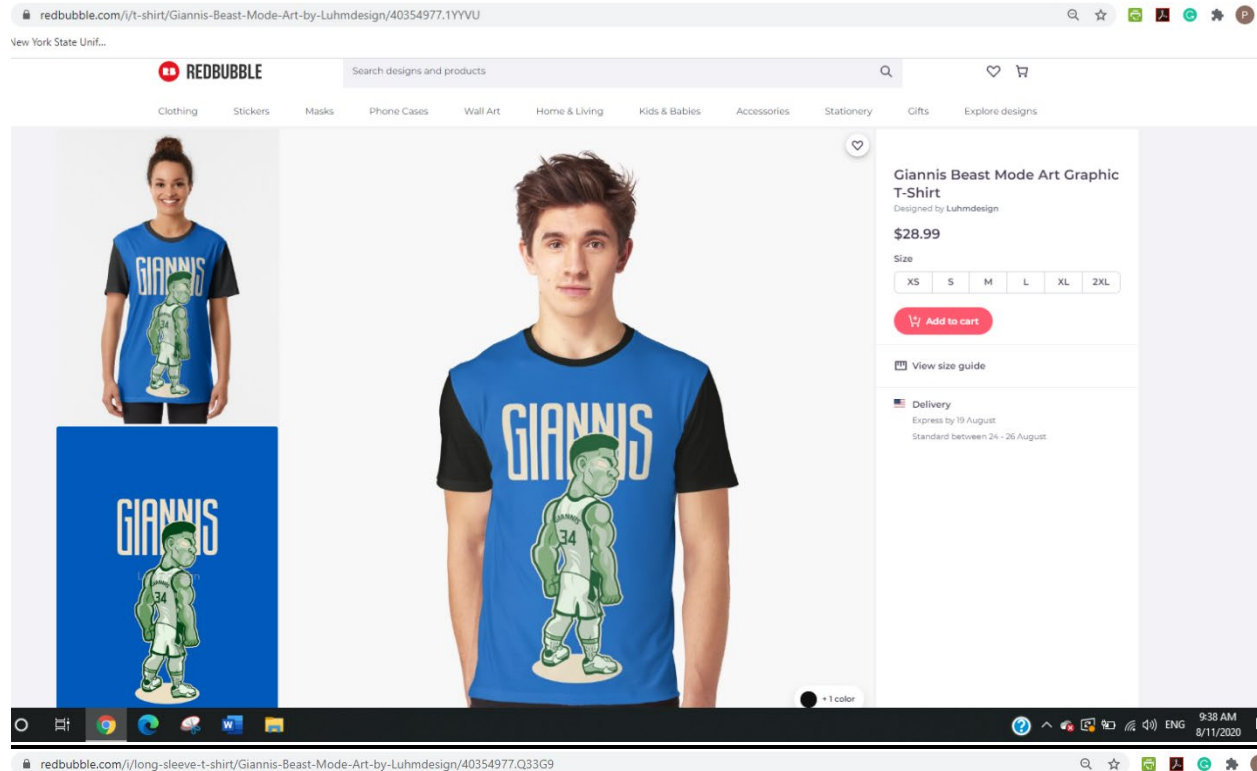 redbubble.com/i/t-shirt/Giannis-Beast-Mode-Art-by-Luhmdesign/40354977.1YYVU
New York State Unif...
REDBUBBLE
Search designs and products
Clothing Stickers Masks Phone Cases Wall Art Home & Living Kids & Babies Accessories Stationery Gifts Explore designs
GIANNIS
34
GIANNIS
34
GIANNIS
GIANNIS
34
Giannis Beast Mode Art Graphic
T-Shirt
Designed by Luhmdesign
$28.99
Size
XS S M L XL 2XL
Add to cart
View size guide
Delivery
Express by 19 August
Standard between 24 - 26 August
+ 1 color
ENG
9:38 AM
8/11/2020
redbubble.com/i/long-sleeve-t-shirt/Giannis-Beast-Mode-Art-by-Luhmdesign/40354977.Q33G9